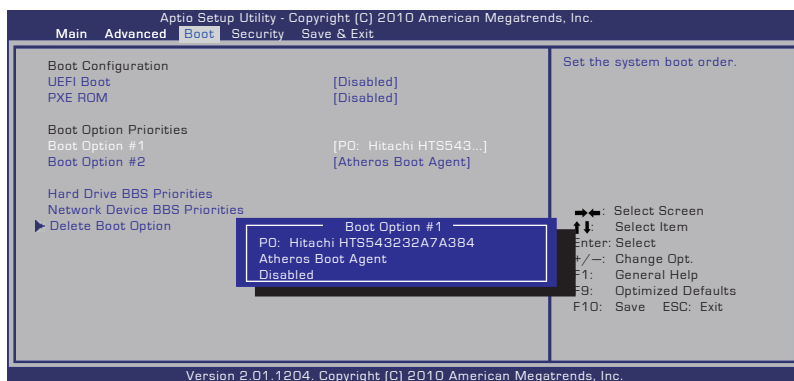 Aptio Setup Utility - Copyright (C) 2010 American Megatrends, Inc.
Main Advanced Boot Security Save & Exit
Boot Configuration
UEFI Boot [Disabled]
PXE ROM [Disabled]
Boot Option Priorities
Boot Option #1 [P0: Hitachi HTS543...]
Boot Option #2 [Atheros Boot Agent]
Hard Drive BBS Priorities
Network Device BBS Priorities
Delete Boot Option
Boot Option #1
P0: Hitachi HTS543232A7A384
Atheros Boot Agent
Disabled
Set the system boot order.
→←: Select Screen
↑↓: Select Item
Enter: Select
+/—: Change Opt.
F1: General Help
F9: Optimized Defaults
F10: Save ESC: Exit
Version 2.01.1204. Copyright (C) 2010 American Megatrends, Inc.